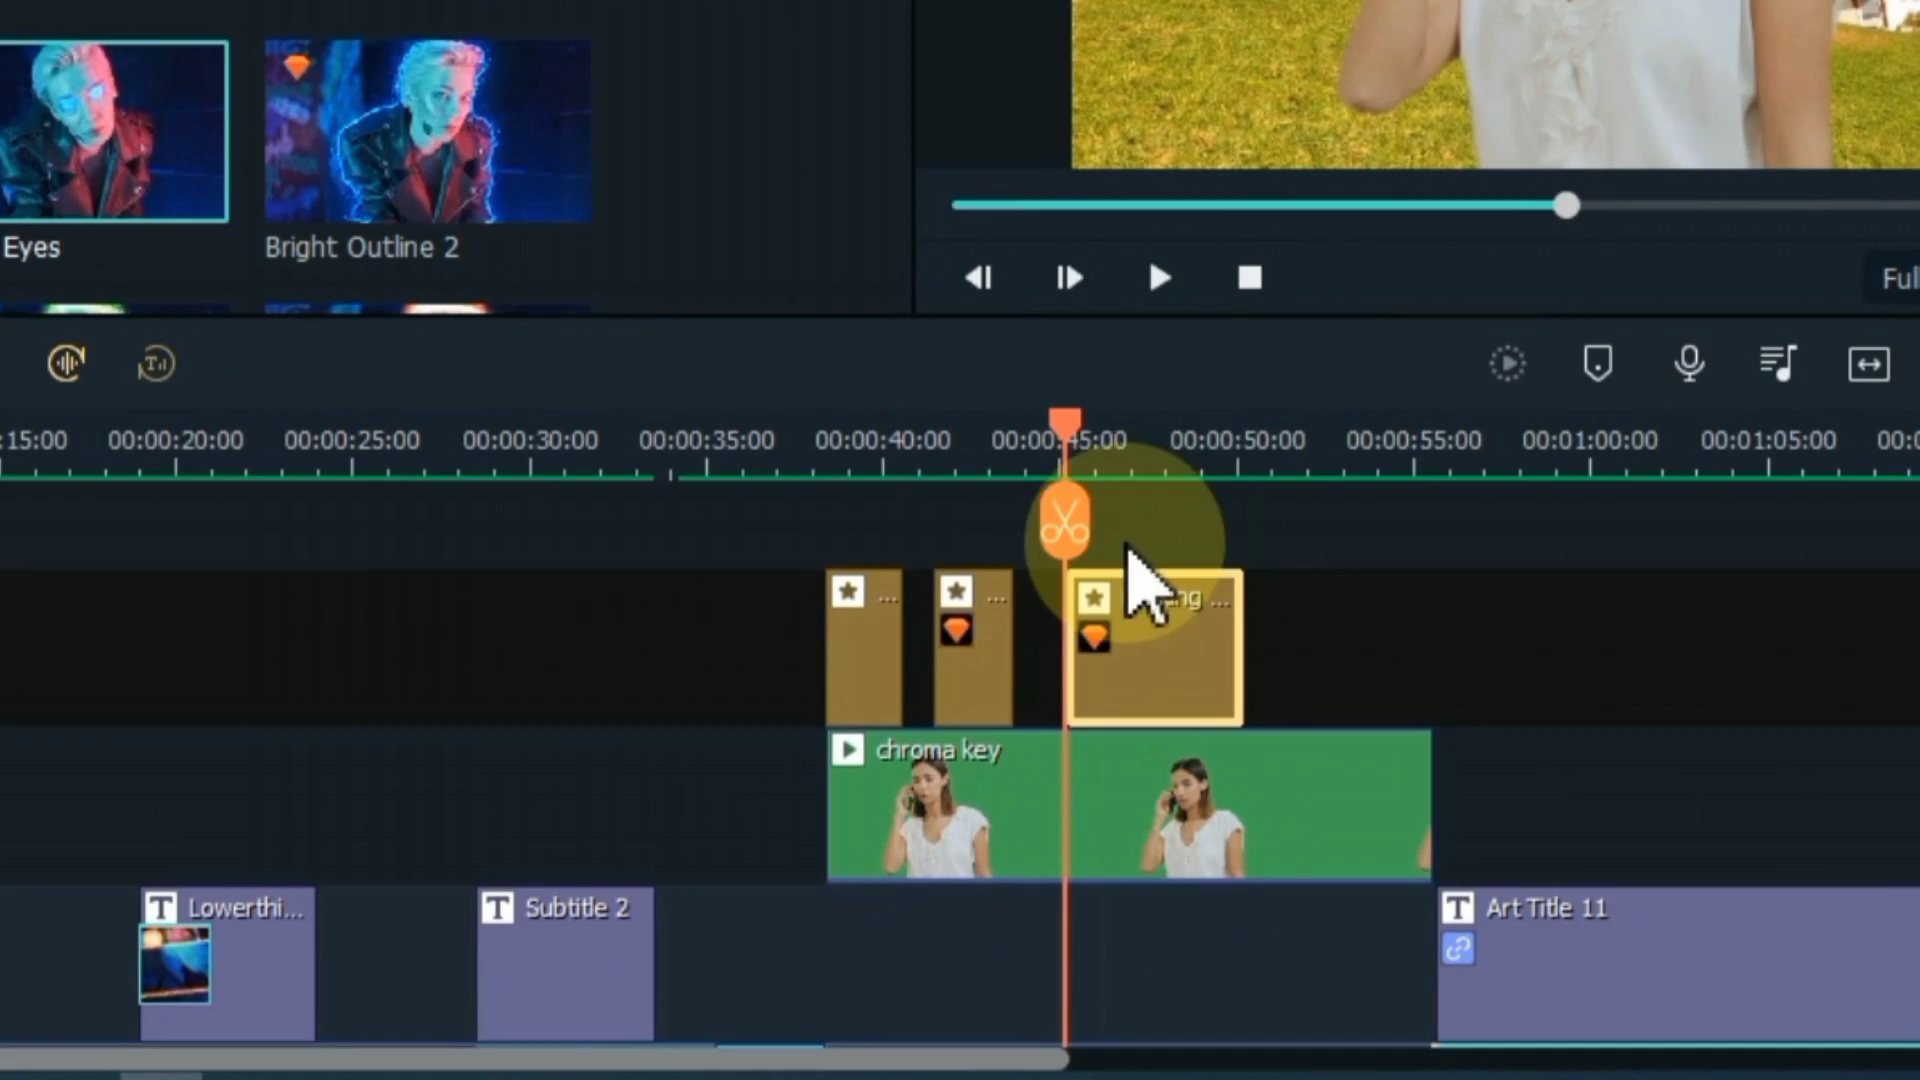 Eyes
Bright Outline 2
:15:00
00:00:20:00
00:00:25:00
00:00:30:00
00:00:35:00
00:00:40:00
00:00:50:00
00:00:55:00
00:01:00:00
00:01:05:00
...
...
chroma key
Lowerthi...
Subtitle 2
Art Title 11